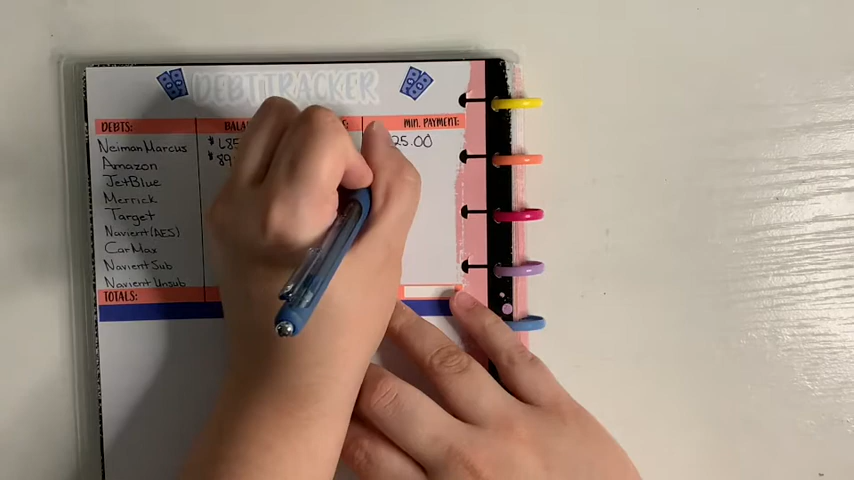 DEBT TRACKER
DEBTS: MIN. PAYMENT:
Neiman Marcus 25.00
Amazon
JetBlue
Merrick
Target
Navient (AES)
CarMax
Navient Sub
Navient Unsub
TOTALS: